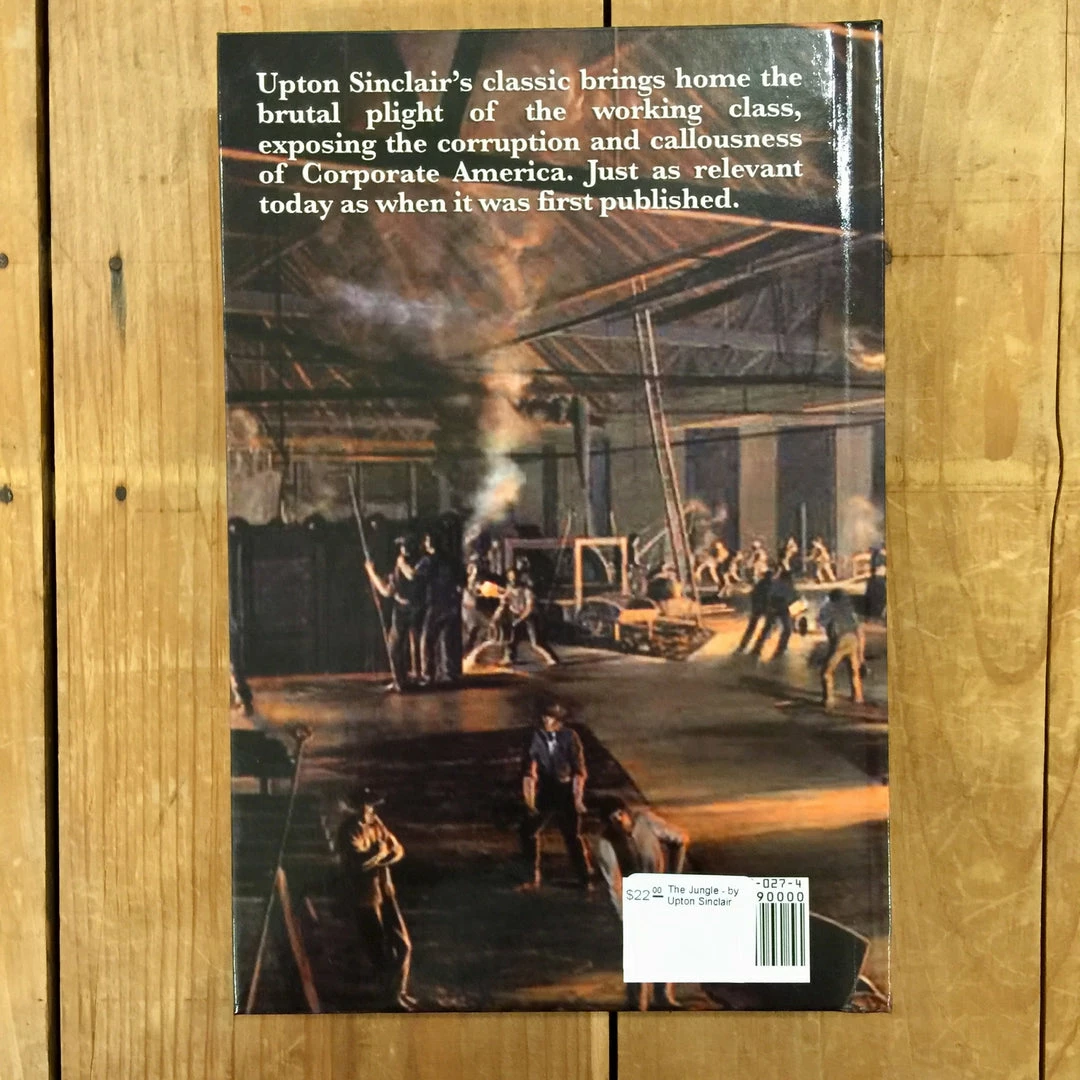 Upton Sinclair's classic brings home the
brutal plight of the working class,
exposing the corruption and callousness
of Corporate America. Just as relevant
today as when it was first published.
$22.00 The Jungle - by
Upton Sinclair
-027-4
90000